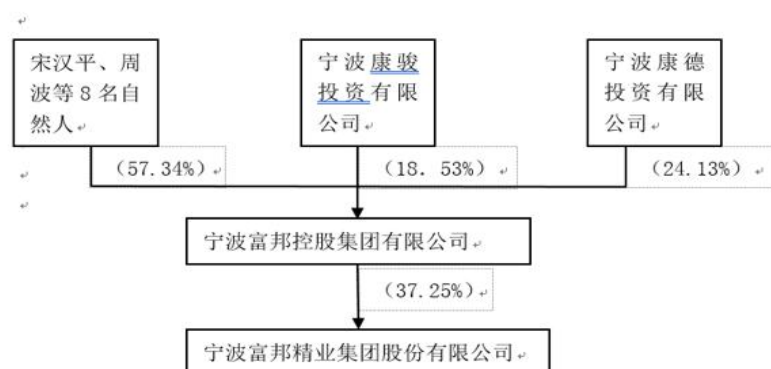 宋汉平、周
波等8名自
然人
宁波康骏
投资有限
公司
宁波康德
投资有限
公司
(57.34%)
(18.53%)
(24.13%)
宁波富邦控股集团有限公司
(37.25%)
宁波富邦精业集团股份有限公司